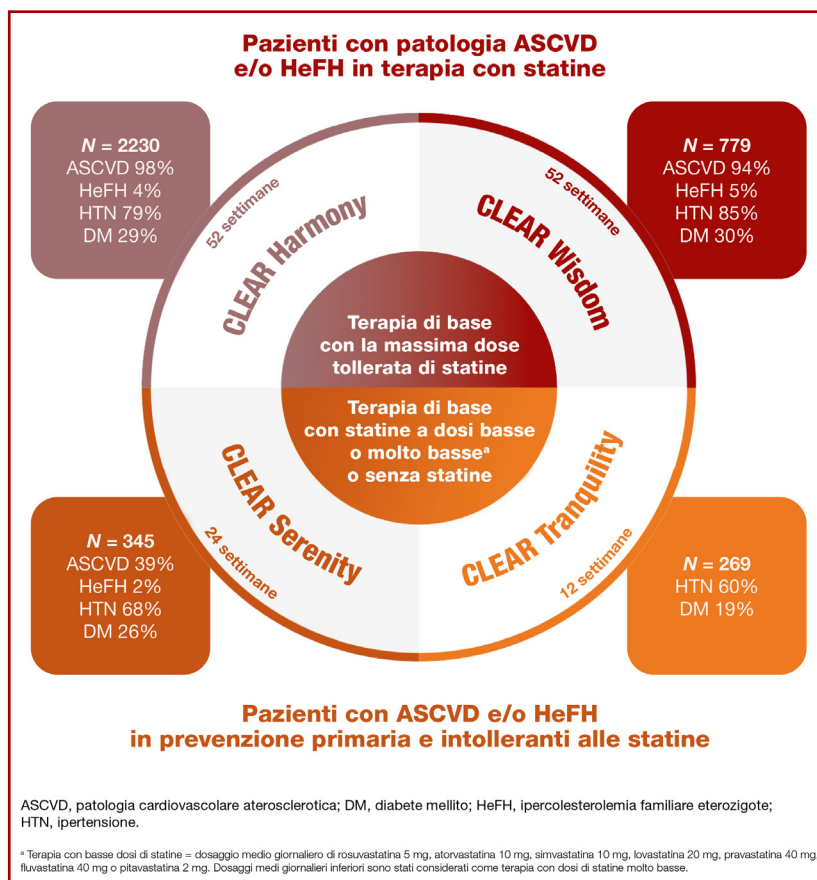 Pazienti con patologia ASCVD
e/o HeFH in terapia con statine
N = 2230
ASCVD 98%
HeFH 4%
HTN 79%
DM 29%
52 settimane
CLEAR Harmony
N = 779
ASCVD 94%
HeFH 5%
HTN 85%
DM 30%
52 settimane
CLEAR Wisdom
Terapia di base
con la massima dose
tollerata di statine
Terapia di base
con statine a dosi basse
o molto basseª
o senza statine
N = 345
ASCVD 39%
HeFH 2%
HTN 68%
DM 26%
24 settimane
CLEAR Serenity
N = 269
HTN 60%
DM 19%
12 settimane
CLEAR Tranquility
Pazienti con ASCVD e/o HeFH
in prevenzione primaria e intolleranti alle statine
ASCVD, patologia cardiovascolare aterosclerotica; DM, diabete mellito; HeFH, ipercolesterolemia familiare eterozigote;
HTN, ipertensione.
ª Terapia con basse dosi di statine = dosaggio medio giornaliero di rosuvastatina 5 mg, atorvastatina 10 mg, simvastatina 10 mg, lovastatina 20 mg, pravastatina 40 mg
fluvastatina 40 mg o pitavastatina 2 mg. Dosaggi medi giornalieri inferiori sono stati considerati come terapia con dosi di statine molto basse.